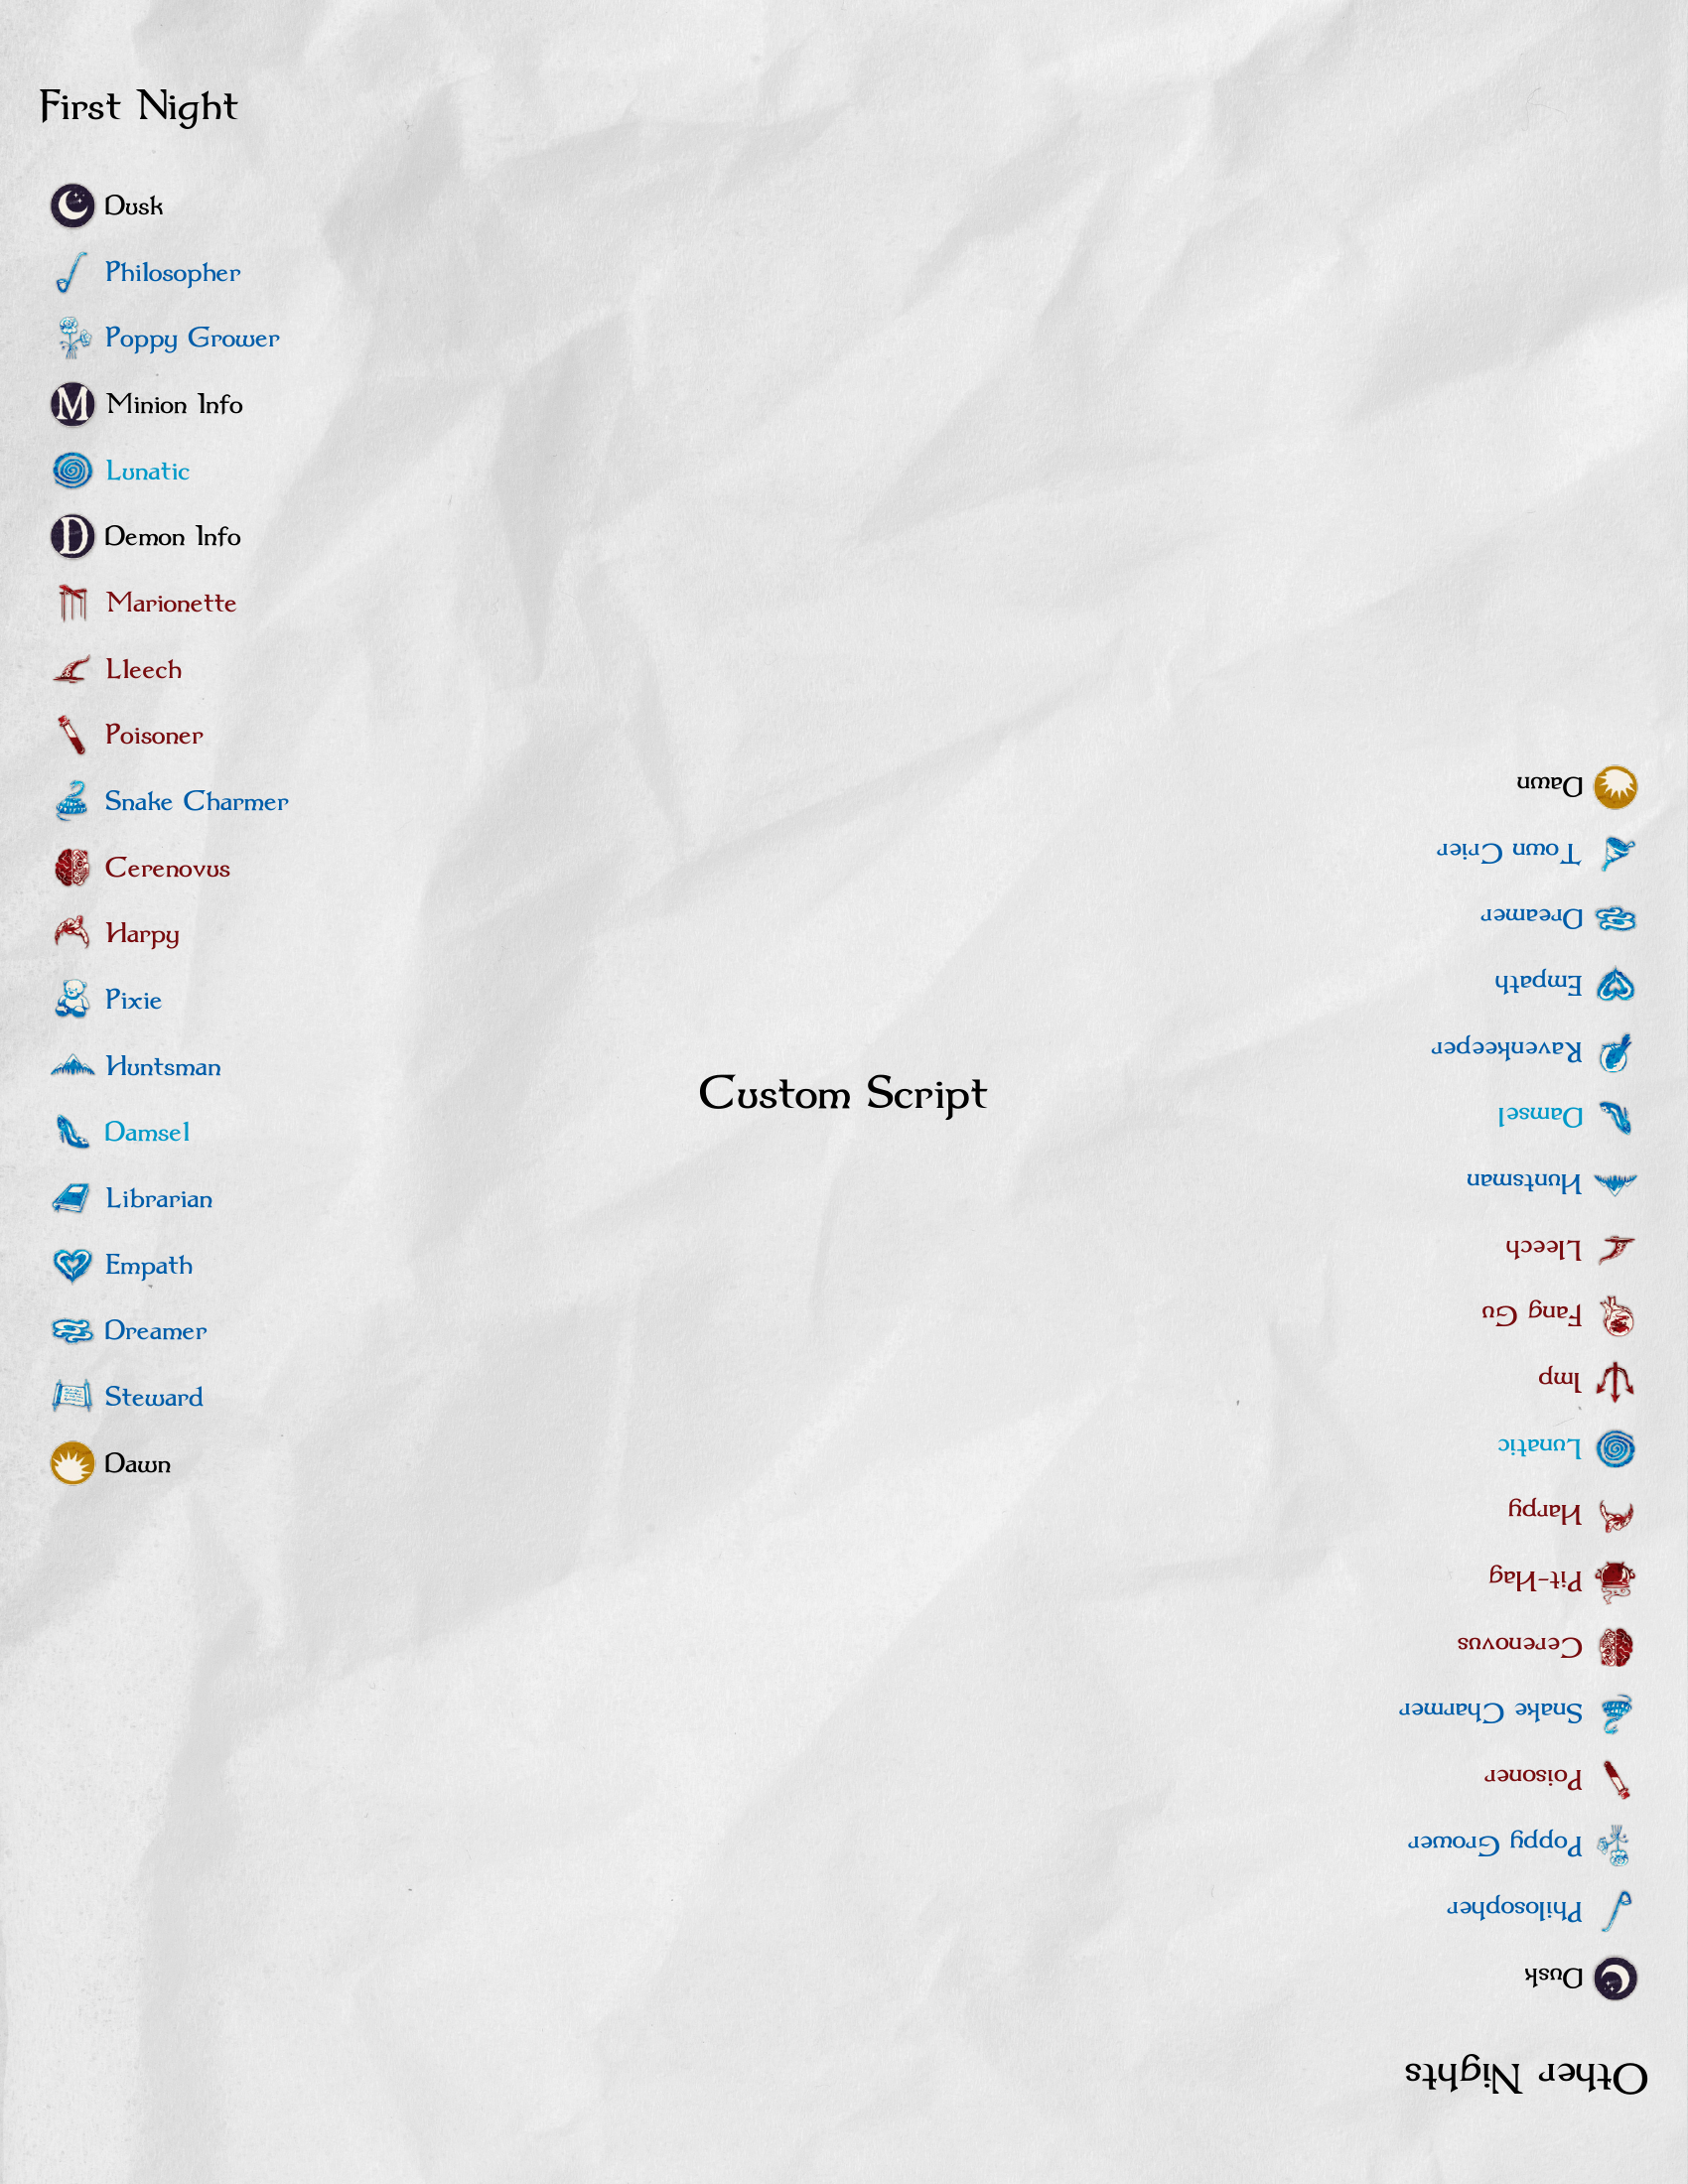 First Night
Dusk
Philosopher
Poppy Grower
M Minion Info
Lunatic
D Demon Info
Marionette
Lleech
Poisoner
Snake Charmer
Cerenovus
Harpy
Pixie
Huntsman
Damsel
Librarian
Empath
Dreamer
Steward
Dawn
Custom Script
Other Nights
Dusk
Philosopher
Poppy Grower
Poisoner
Snake Charmer
Cerenovus
Pit-Hag
Harpy
Lunatic
Imp
Fang Gu
Lleech
Huntsman
Damsel
Ravenkeeper
Empath
Dreamer
Town Crier
Dawn